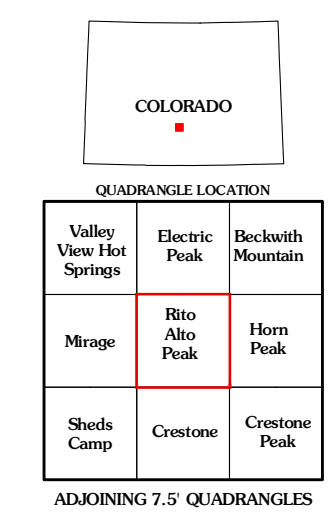 COLORADO
QUADRANGLE LOCATION
Valley
View Hot
Springs
Electric
Peak
Beckwith
Mountain
Mirage
Rito
Alto
Peak
Horn
Peak
Sheds
Camp
Crestone
Crestone
Peak
ADJOINING 7.5' QUADRANGLES